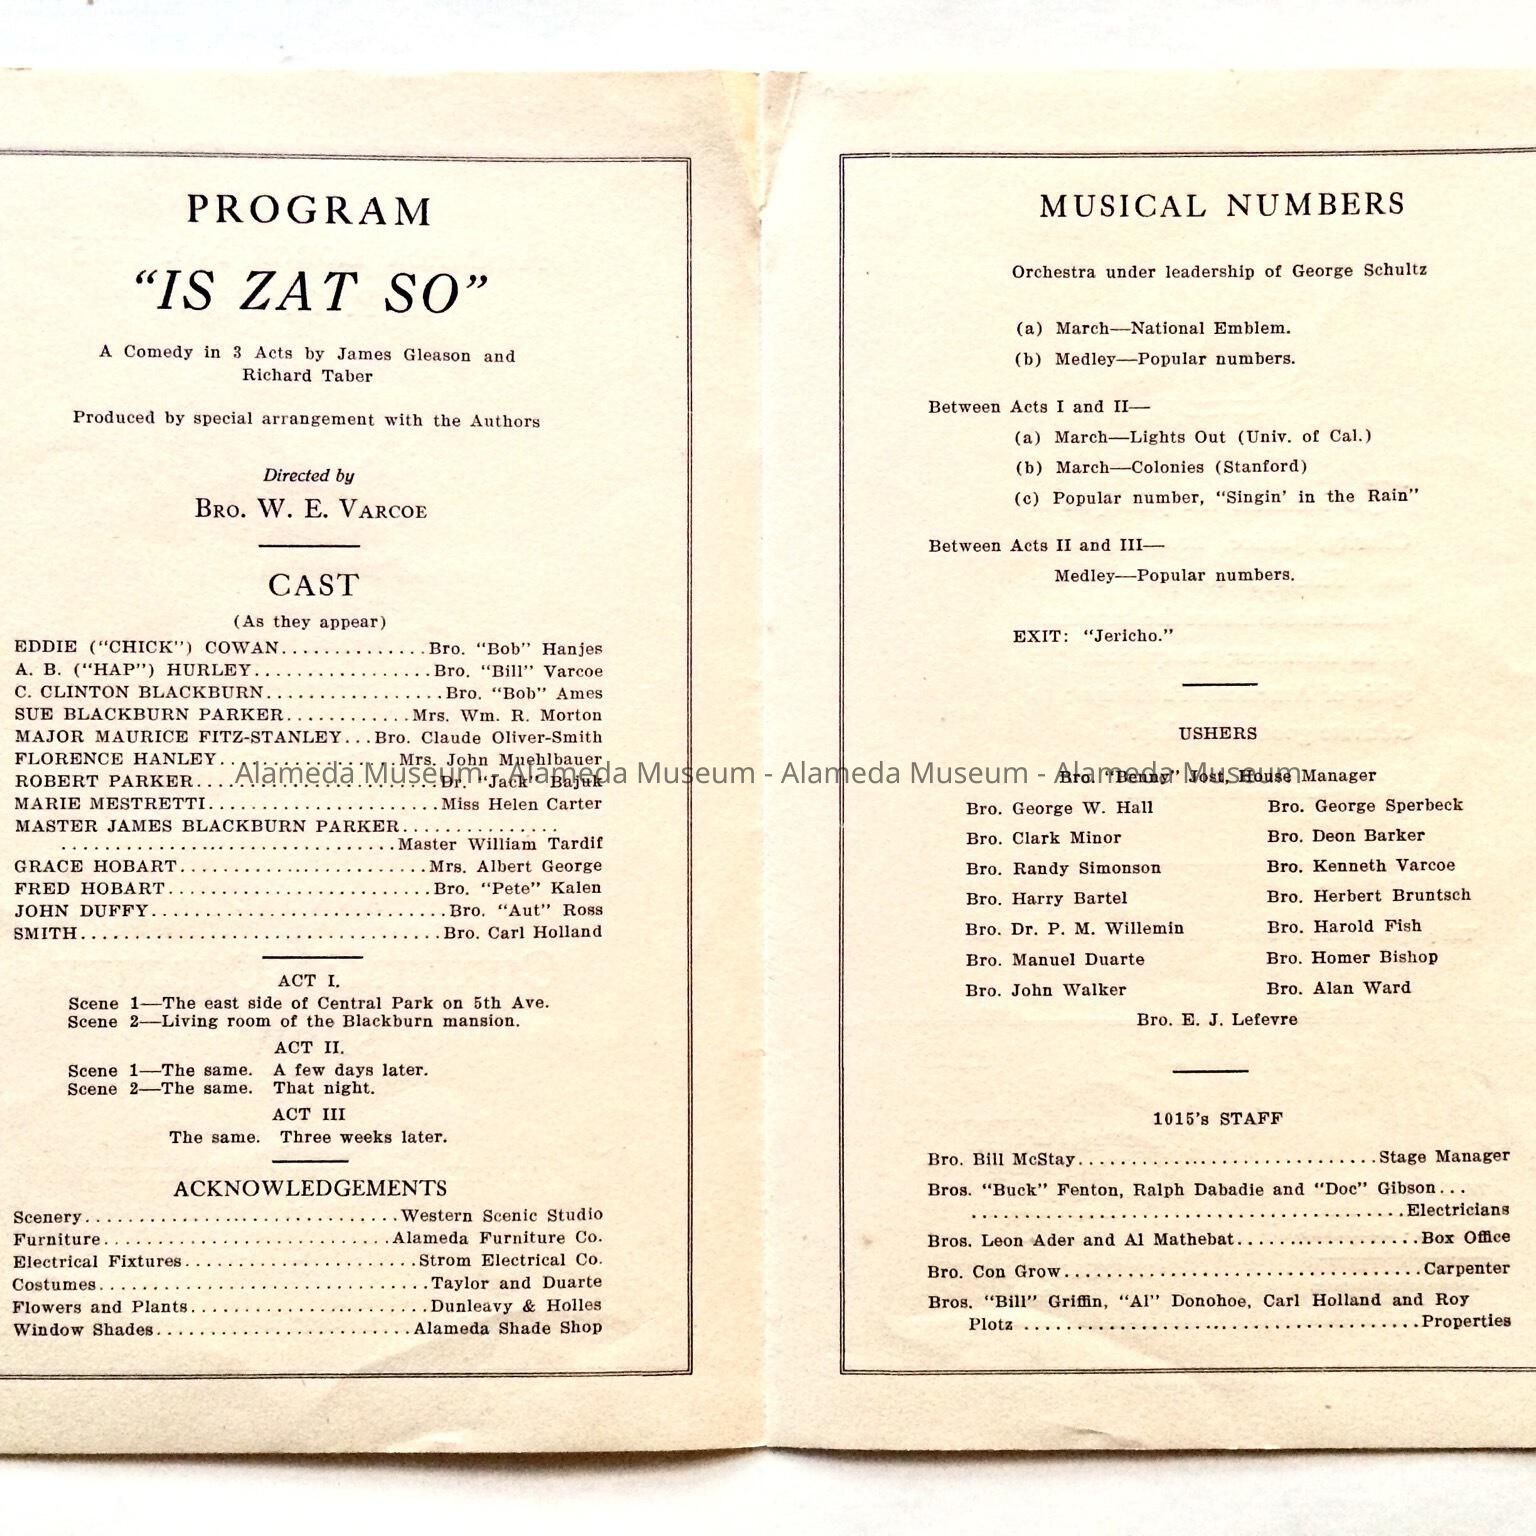 PROGRAM
"IS ZAT SO"
A Comedy in 3 Acts by James Gleason and
Richard Taber
Produced by special arrangement with the Authors
Directed by
BRO. W. E. VARCOE
CAST
(As they appear)
EDDIE ("CHICK") COWAN..............Bro. "Bob" Hanjes
A. B. ("HAP") HURLEY.................Bro. "Bill" Varcoe
C. CLINTON BLACKBURN.................Bro. "Bob" Ames
SUE BLACKBURN PARKER............Mrs. Wm. R. Morton
MAJOR MAURICE FITZ-STANLEY...Bro. Claude Oliver-Smith
FLORENCE HANLEY.................Mrs. John Muehlbauer
ROBERT PARKER.......................Dr. "Jack" Bajuk
MARIE MESTRETTI......................Miss Helen Carter
MASTER JAMES BLACKBURN PARKER...............
................................Master William Tardif
GRACE HOBART........................Mrs. Albert George
FRED HOBART.........................Bro. "Pete" Kalen
JOHN DUFFY............................Bro. "Aut" Ross
SMITH..................................Bro. Carl Holland
ACT I.
Scene 1—The east side of Central Park on 5th Ave.
Scene 2—Living room of the Blackburn mansion.
ACT II.
Scene 1—The same. A few days later.
Scene 2—The same. That night.
ACT III
The same. Three weeks later.
ACKNOWLEDGEMENTS
Scenery..............................Western Scenic Studio
Furniture...........................Alameda Furniture Co.
Electrical Fixtures......................Strom Electrical Co.
Costumes...............................Taylor and Duarte
Flowers and Plants.......................Dunleavy & Holles
Window Shades........................Alameda Shade Shop
MUSICAL NUMBERS
Orchestra under leadership of George Schultz
(a) March—National Emblem.
(b) Medley—Popular numbers.
Between Acts I and II—
(a) March—Lights Out (Univ. of Cal.)
(b) March—Colonies (Stanford)
(c) Popular number, "Singin' in the Rain"
Between Acts II and III—
Medley—Popular numbers.
EXIT: "Jericho."
USHERS
Bro. "Benny" Jost, House Manager
Bro. George W. Hall Bro. George Sperbeck
Bro. Clark Minor Bro. Deon Barker
Bro. Randy Simonson Bro. Kenneth Varcoe
Bro. Harry Bartel Bro. Herbert Bruntsch
Bro. Dr. P. M. Willemin Bro. Harold Fish
Bro. Manuel Duarte Bro. Homer Bishop
Bro. John Walker Bro. Alan Ward
Bro. E. J. Lefevre
1015's STAFF
Bro. Bill McStay............................Stage Manager
Bros. "Buck" Fenton, Ralph Dabadie and "Doc" Gibson...
........................................Electricians
Bros. Leon Ader and Al Mathebat.................Box Office
Bro. Con Grow.................................Carpenter
Bros. "Bill" Griffin, "Al" Donohoe, Carl Holland and Roy
Plotz .....................................Properties
Alameda Museum - Alameda Museum - Alameda Museum - Alameda Museum